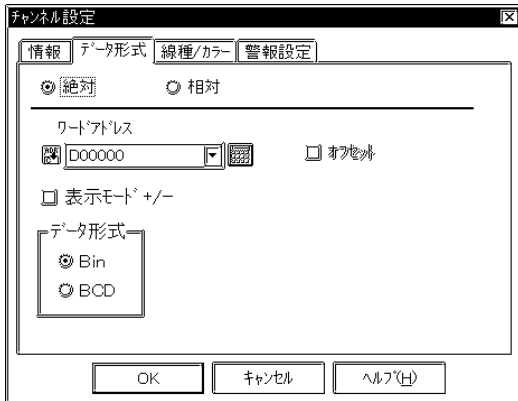 チャンネル設定
情報 データ形式 線種/カラー 警報設定
絶対 相対
ワードアドレス
D00000 オフセット
表示モード +/-
データ形式
Bin
BCD
OK キャンセル ヘルプ(H)